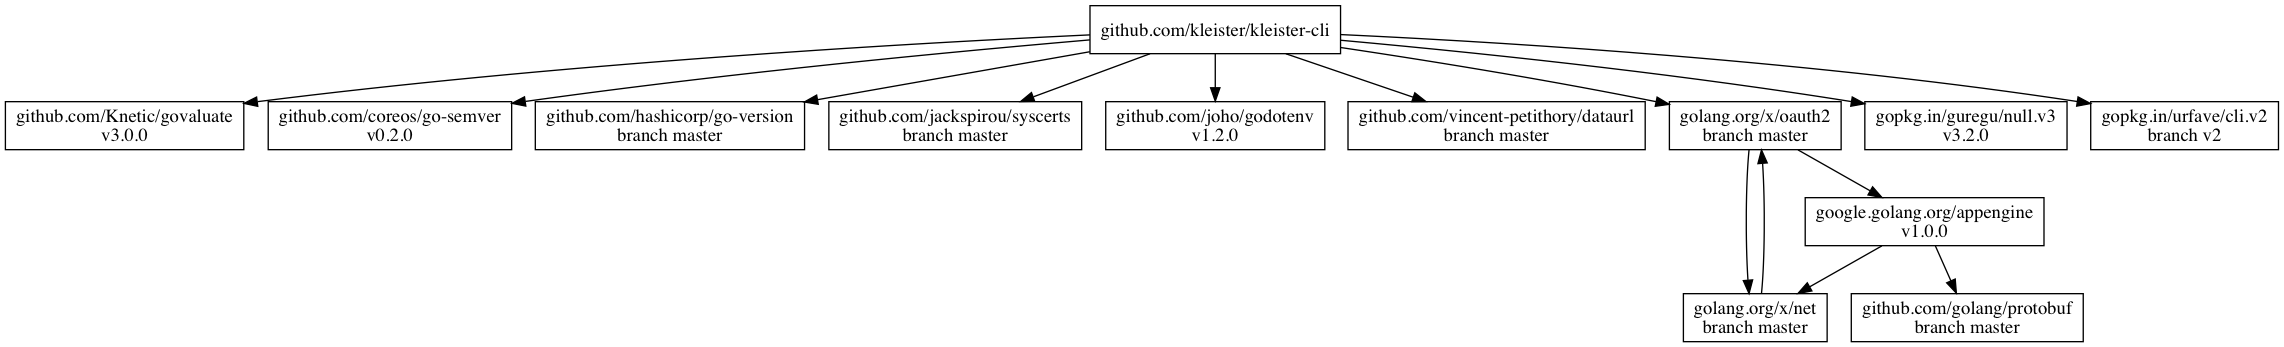 github.com/kleister/kleister-cli
github.com/Knetic/govaluate
v3.0.0
github.com/coreos/go-semver
v0.2.0
github.com/hashicorp/go-version
branch master
github.com/jackspirou/syscerts
branch master
github.com/joho/godotenv
v1.2.0
github.com/vincent-petithory/dataurl
branch master
golang.org/x/oauth2
branch master
gopkg.in/guregu/null.v3
v3.2.0
gopkg.in/urfave/cli.v2
branch v2
google.golang.org/appengine
v1.0.0
golang.org/x/net
branch master
github.com/golang/protobuf
branch master